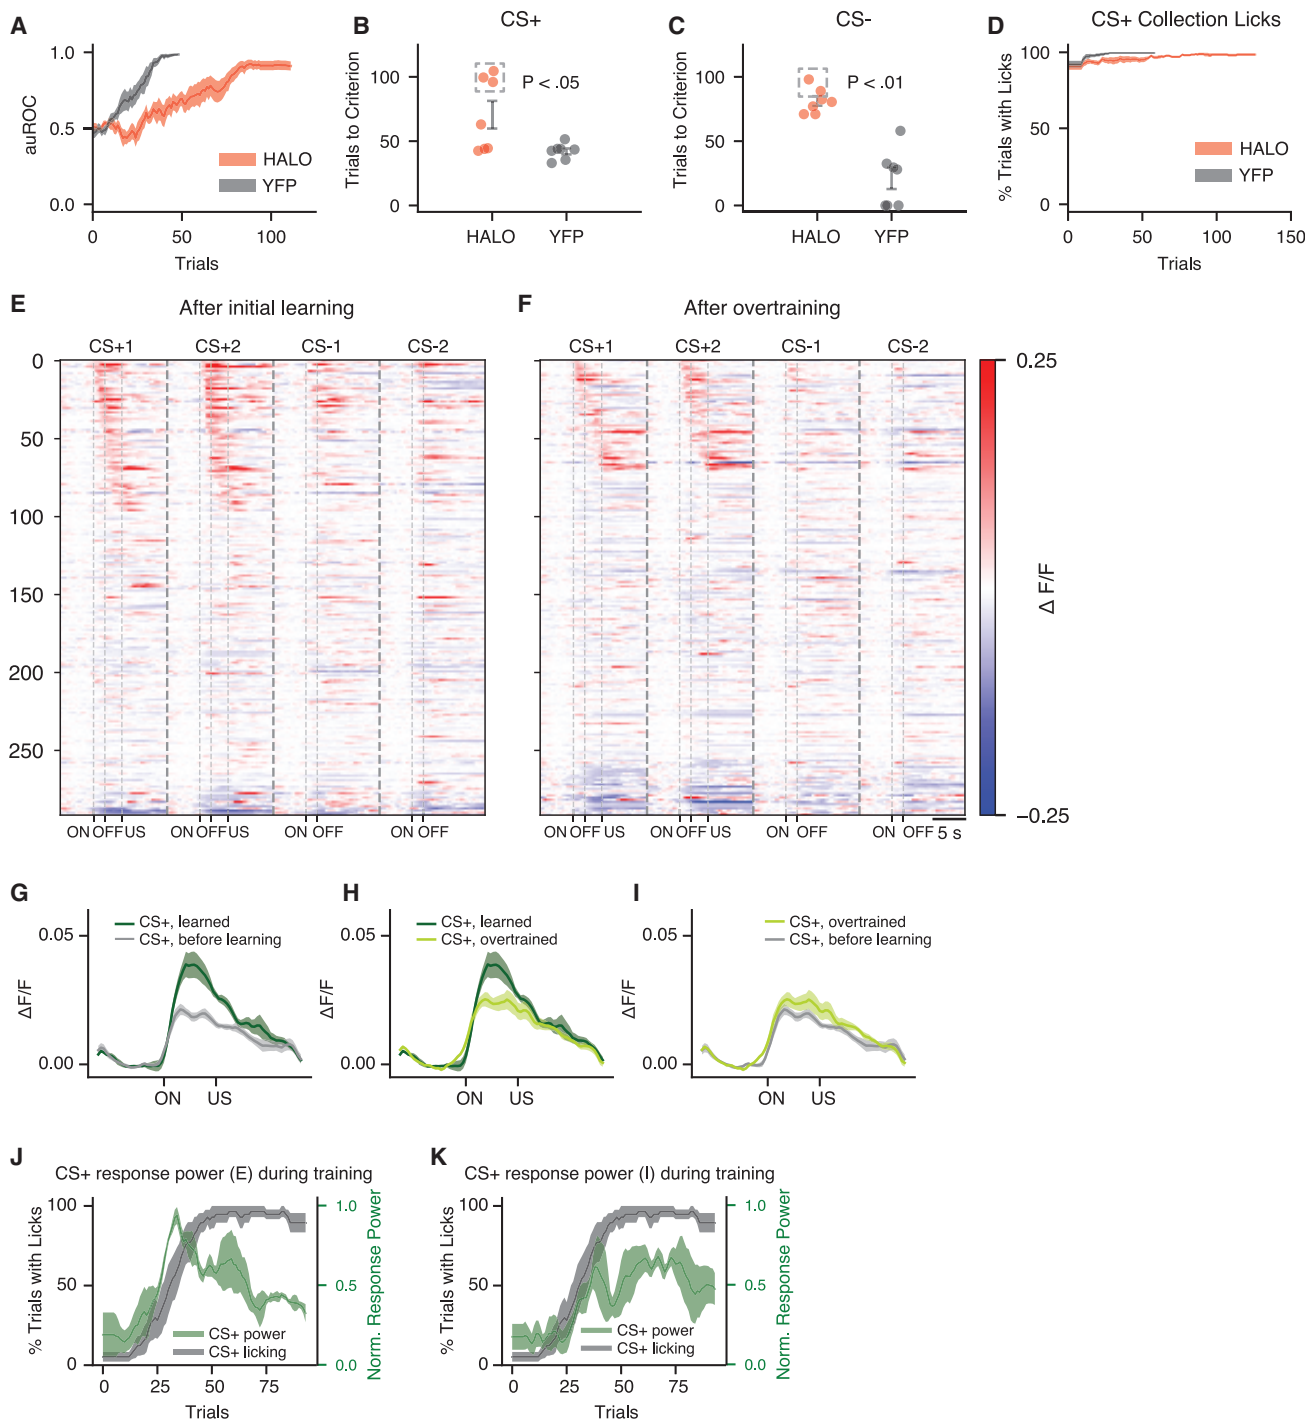 A
auROC
1.0
0.5
0.0
0
50
100
Trials
HALO
YFP
B
CS+
Trials to Criterion
100
50
0
P < .05
HALO
YFP
C
CS-
Trials to Criterion
100
50
0
P < .01
HALO
YFP
D
CS+ Collection Licks
% Trials with Licks
100
50
0
0
50
100
150
Trials
HALO
YFP
E
After initial learning
CS+1
CS+2
CS-1
CS-2
0
50
100
150
200
250
ON OFF US
ON OFF US
ON OFF
ON OFF
F
After overtraining
CS+1
CS+2
CS-1
CS-2
ON OFF US
ON OFF US
ON OFF
ON OFF
5 s
0.25
Δ F/F
−0.25
G
CS+, learned
CS+, before learning
0.05
ΔF/F
0.00
ON
US
H
CS+, learned
CS+, overtrained
0.05
ΔF/F
0.00
ON
US
I
CS+, overtrained
CS+, before learning
0.05
ΔF/F
0.00
ON
US
J
CS+ response power (E) during training
% Trials with Licks
100
50
0
1.0
0.5
0.0
Norm. Response Power
CS+ power
CS+ licking
0
25
50
75
Trials
K
CS+ response power (I) during training
% Trials with Licks
100
50
0
1.0
0.5
0.0
Norm. Response Power
CS+ power
CS+ licking
0
25
50
75
Trials